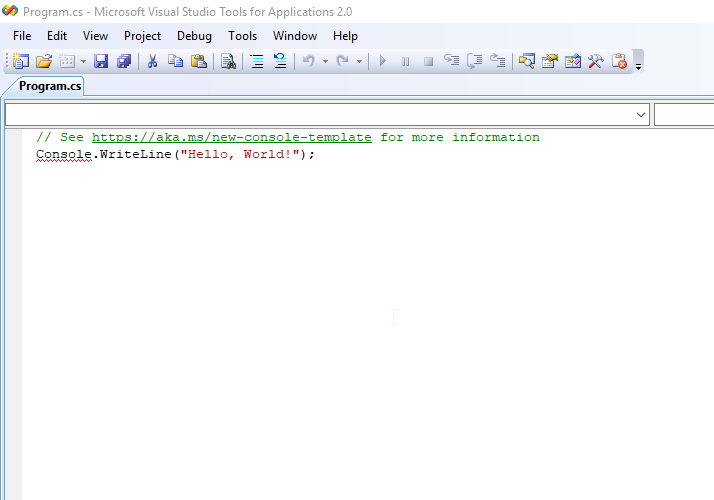 Program.cs - Microsoft Visual Studio Tools for Applications 2.0
File Edit View Project Debug Tools Window Help
Program.cs
// See https://aka.ms/new-console-template for more information
Console.WriteLine("Hello, World!");